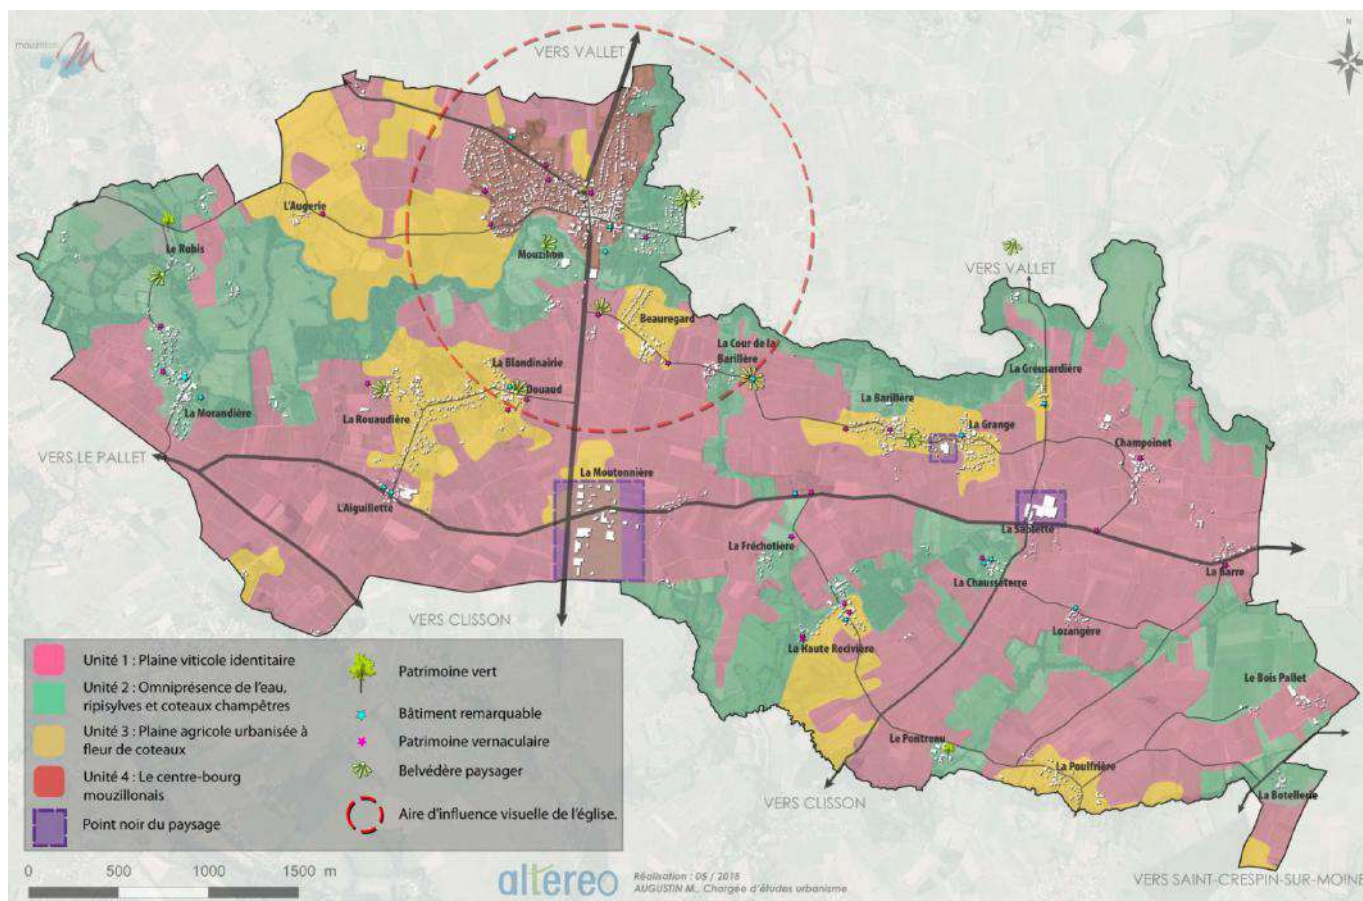 mouzillon
VERS VALLET
N
L'Augerie
Le Robis
Mouzillon
VERS VALLET
Beauregard
La Cour de la
Barillère
La Blandinairie
Douaud
La Greusardière
La Rouaudière
La Morandière
La Barillère
La Grange
Champoinet
VERS LE PALLET
La Moutonnière
L'Aiguillette
La Sablette
La Fréchotière
La Chausseterre
La Barre
VERS CLISSON
Lozangère
La Haute Rocivière
Le Bois Pallet
Le Pontreau
La Poulfrière
La Botellerie
VERS CLISSON
VERS SAINT-CRESPIN-SUR-MOINE
Unité 1 : Plaine viticole identitaire
Unité 2 : Omniprésence de l'eau,
ripisylves et coteaux champêtres
Unité 3 : Plaine agricole urbanisée à
fleur de coteaux
Unité 4 : Le centre-bourg
mouzillonais
Point noir du paysage
Patrimoine vert
Bâtiment remarquable
Patrimoine vernaculaire
Belvédère paysager
Aire d'influence visuelle de l'église.
0 500 1000 1500 m
altereo
Réalisation : 05 / 2015
AUGUSTIN M., Chargée d'études urbanisme